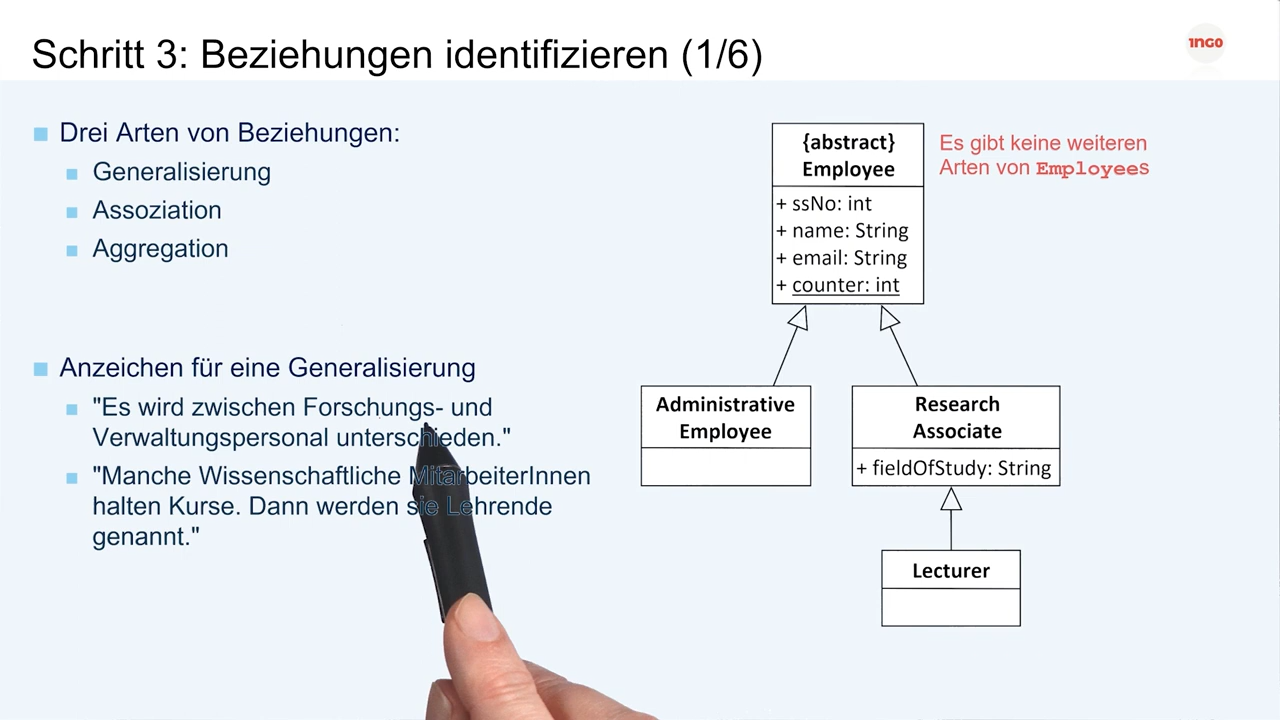 Schritt 3: Beziehungen identifizieren (1/6)
1NGO
Drei Arten von Beziehungen:
Generalisierung
Assoziation
Aggregation
Anzeichen für eine Generalisierung
"Es wird zwischen Forschungs- und
Verwaltungspersonal unterschieden."
"Manche Wissenschaftliche MitarbeiterInnen
halten Kurse. Dann werden sie Lehrende
genannt."
{abstract}
Employee
+ ssNo: int
+ name: String
+ email: String
+ counter: int
Es gibt keine weiteren
Arten von Employees
Administrative
Employee
Research
Associate
+ fieldOfStudy: String
Lecturer